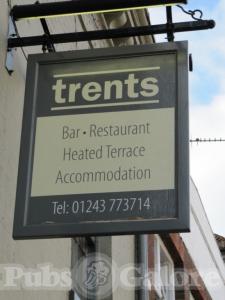 trents
Bar • Restaurant
Heated Terrace
Accommodation
Tel: 01243 773714
Pubs Galore